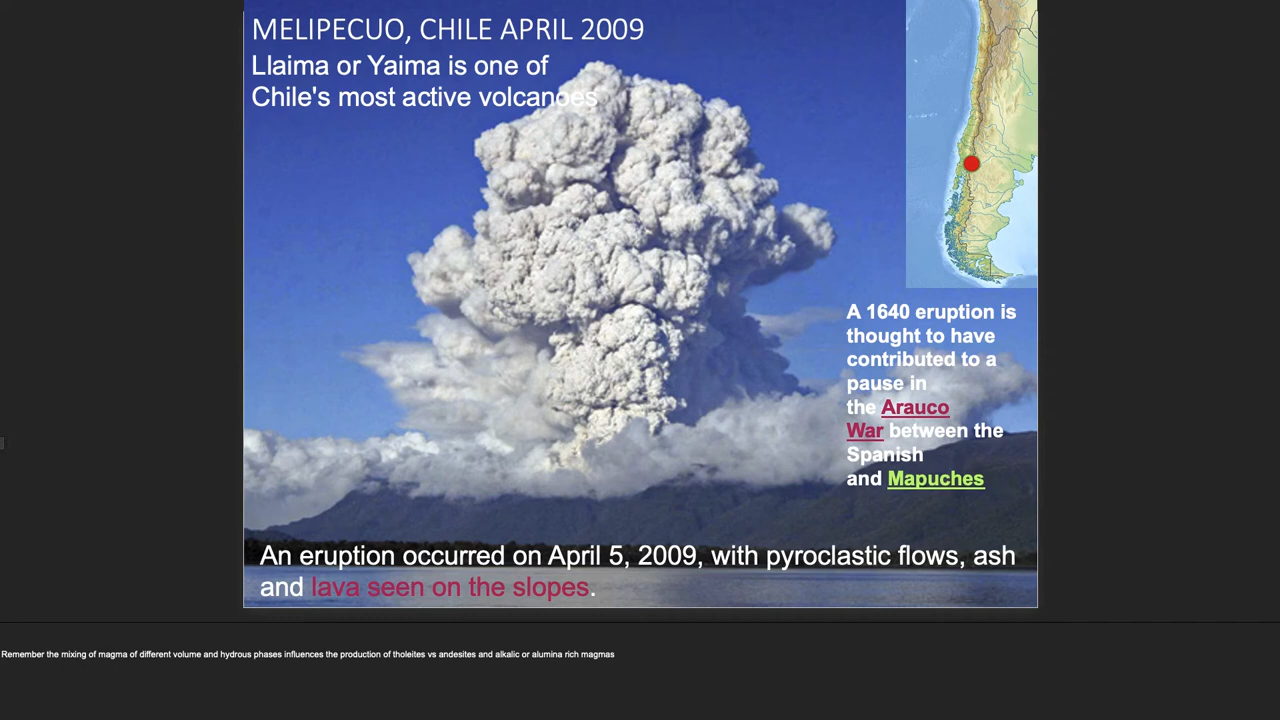 MELIPECUO, CHILE APRIL 2009
Llaima or Yaima is one of
Chile's most active volcanoes
A 1640 eruption is
thought to have
contributed to a
pause in
the Arauco
War between the
Spanish
and Mapuches
An eruption occurred on April 5, 2009, with pyroclastic flows, ash
and lava seen on the slopes.
Remember the mixing of magma of different volume and hydrous phases influences the production of tholeites vs andesites and alkalic or alumina rich magmas